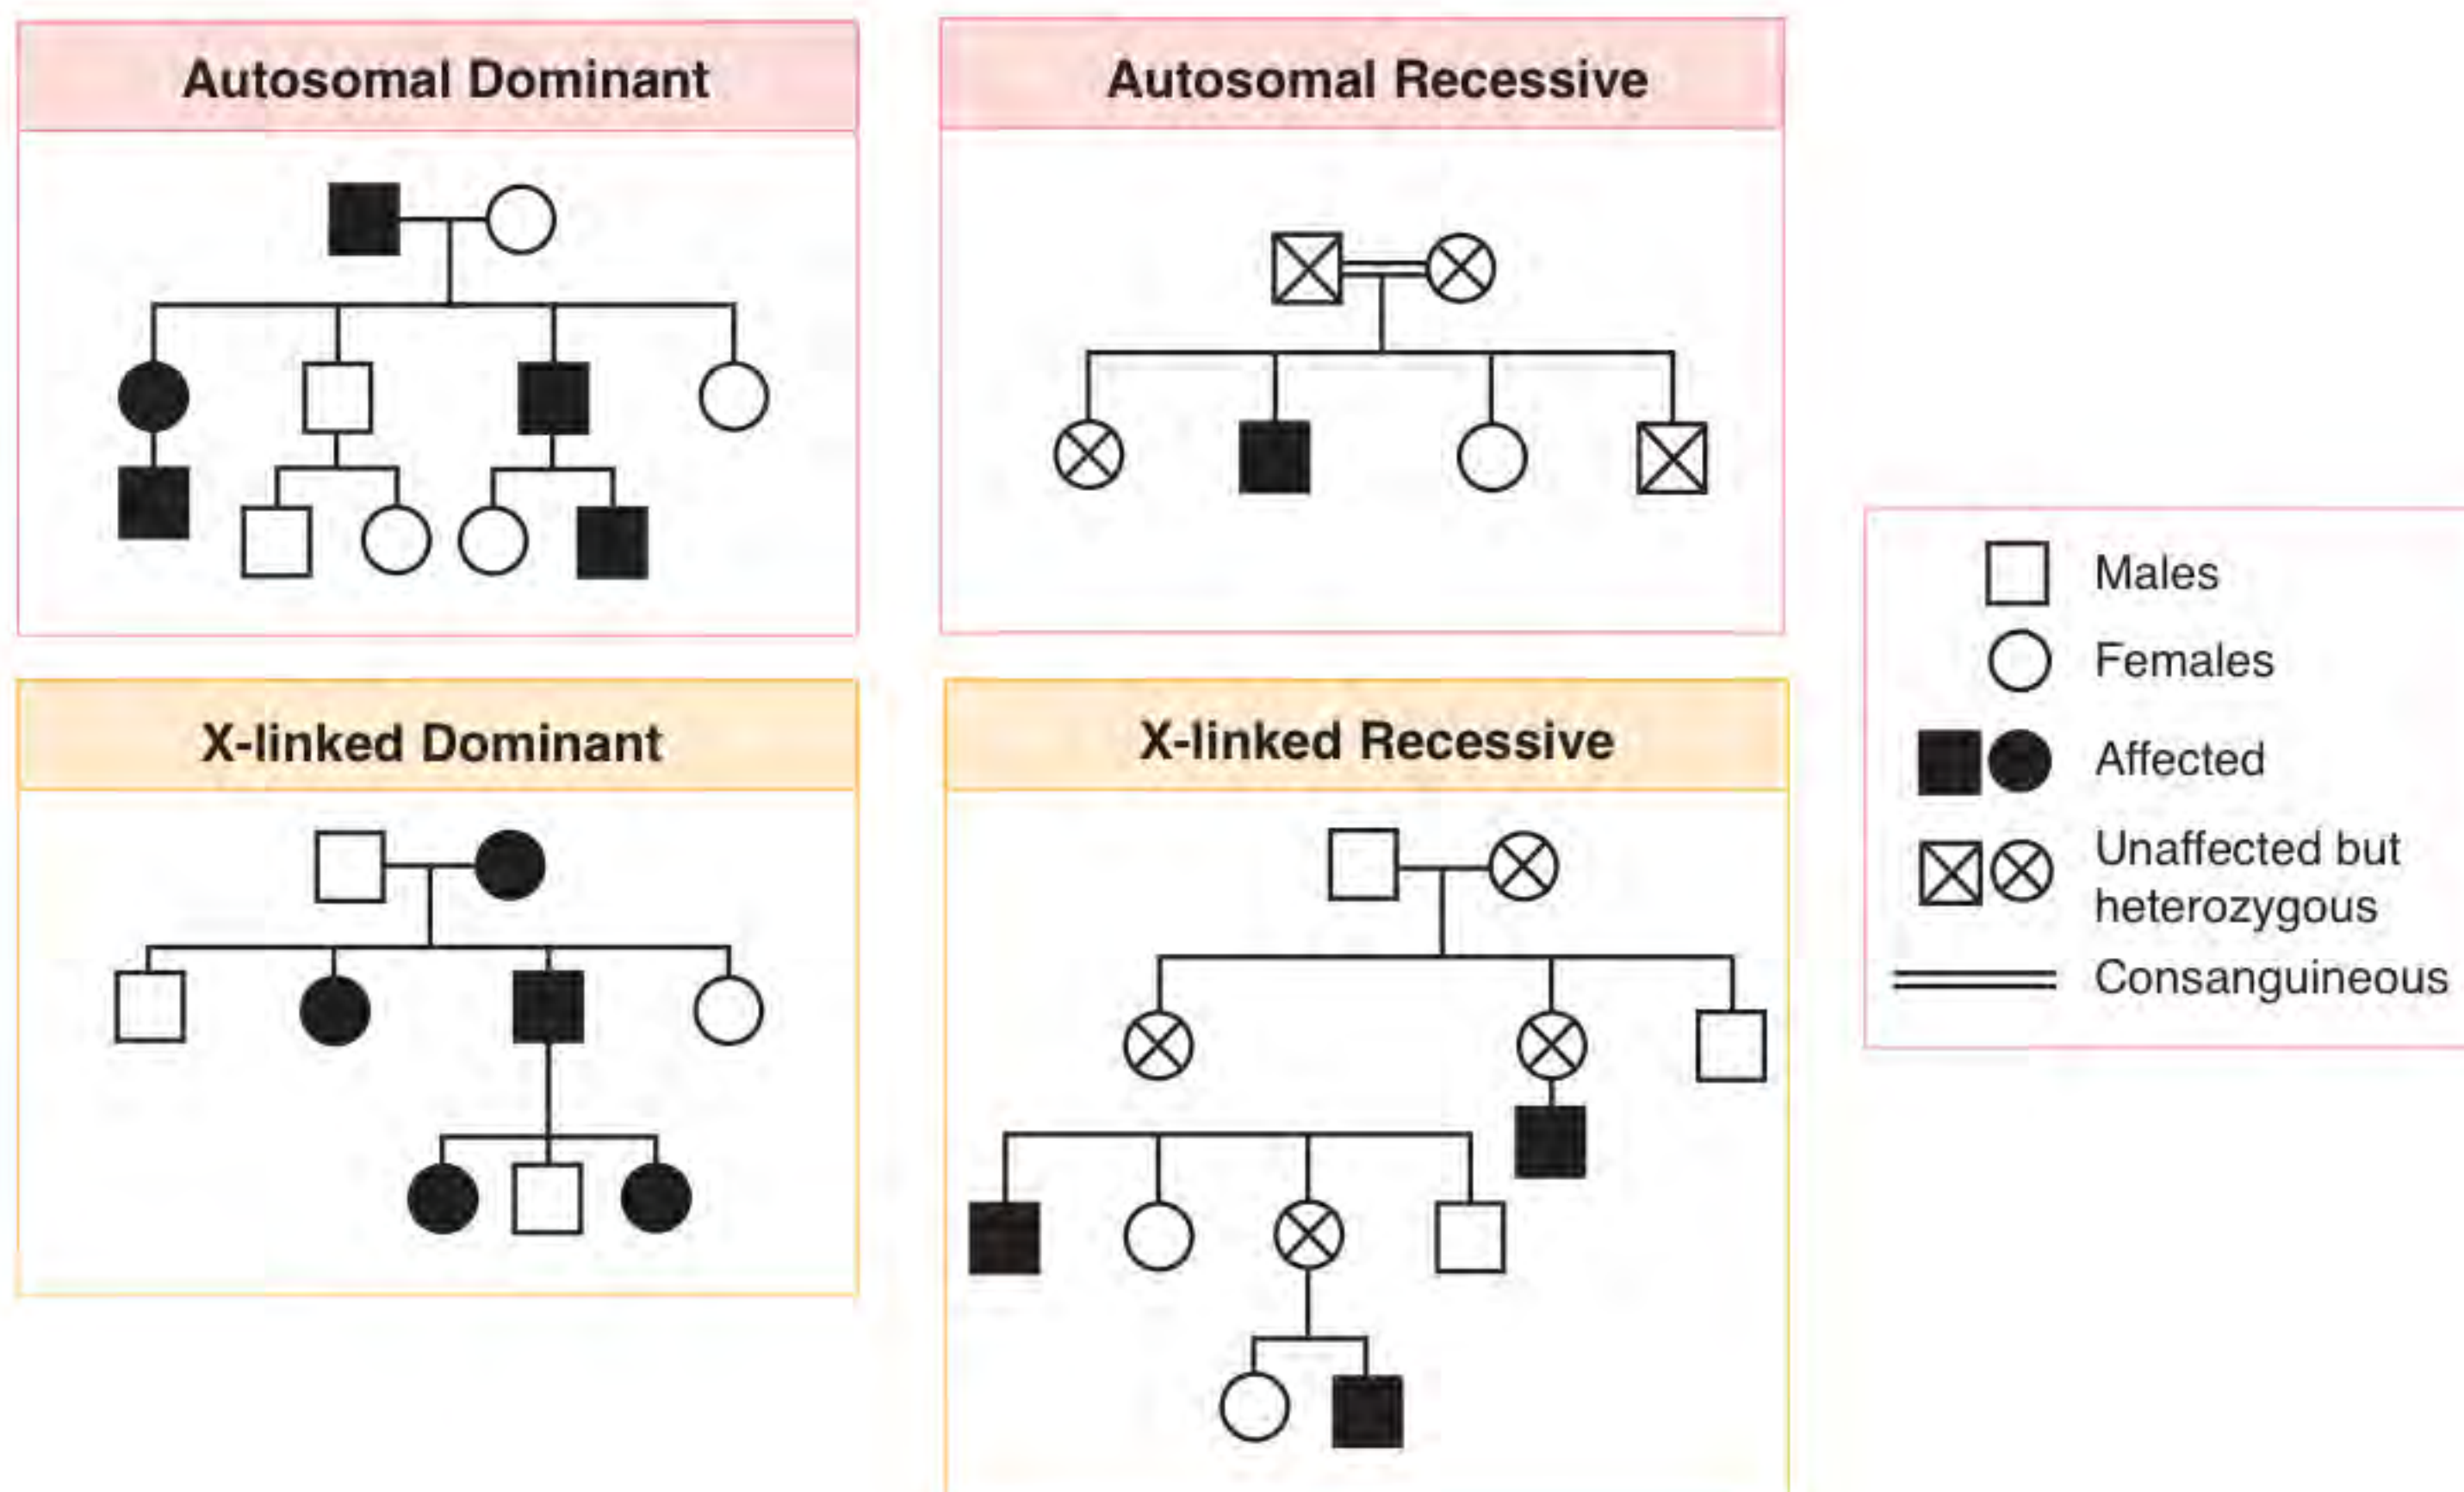 Autosomal Dominant
Autosomal Recessive
X-linked Dominant
X-linked Recessive
Males
Females
Affected
Unaffected but
heterozygous
Consanguineous